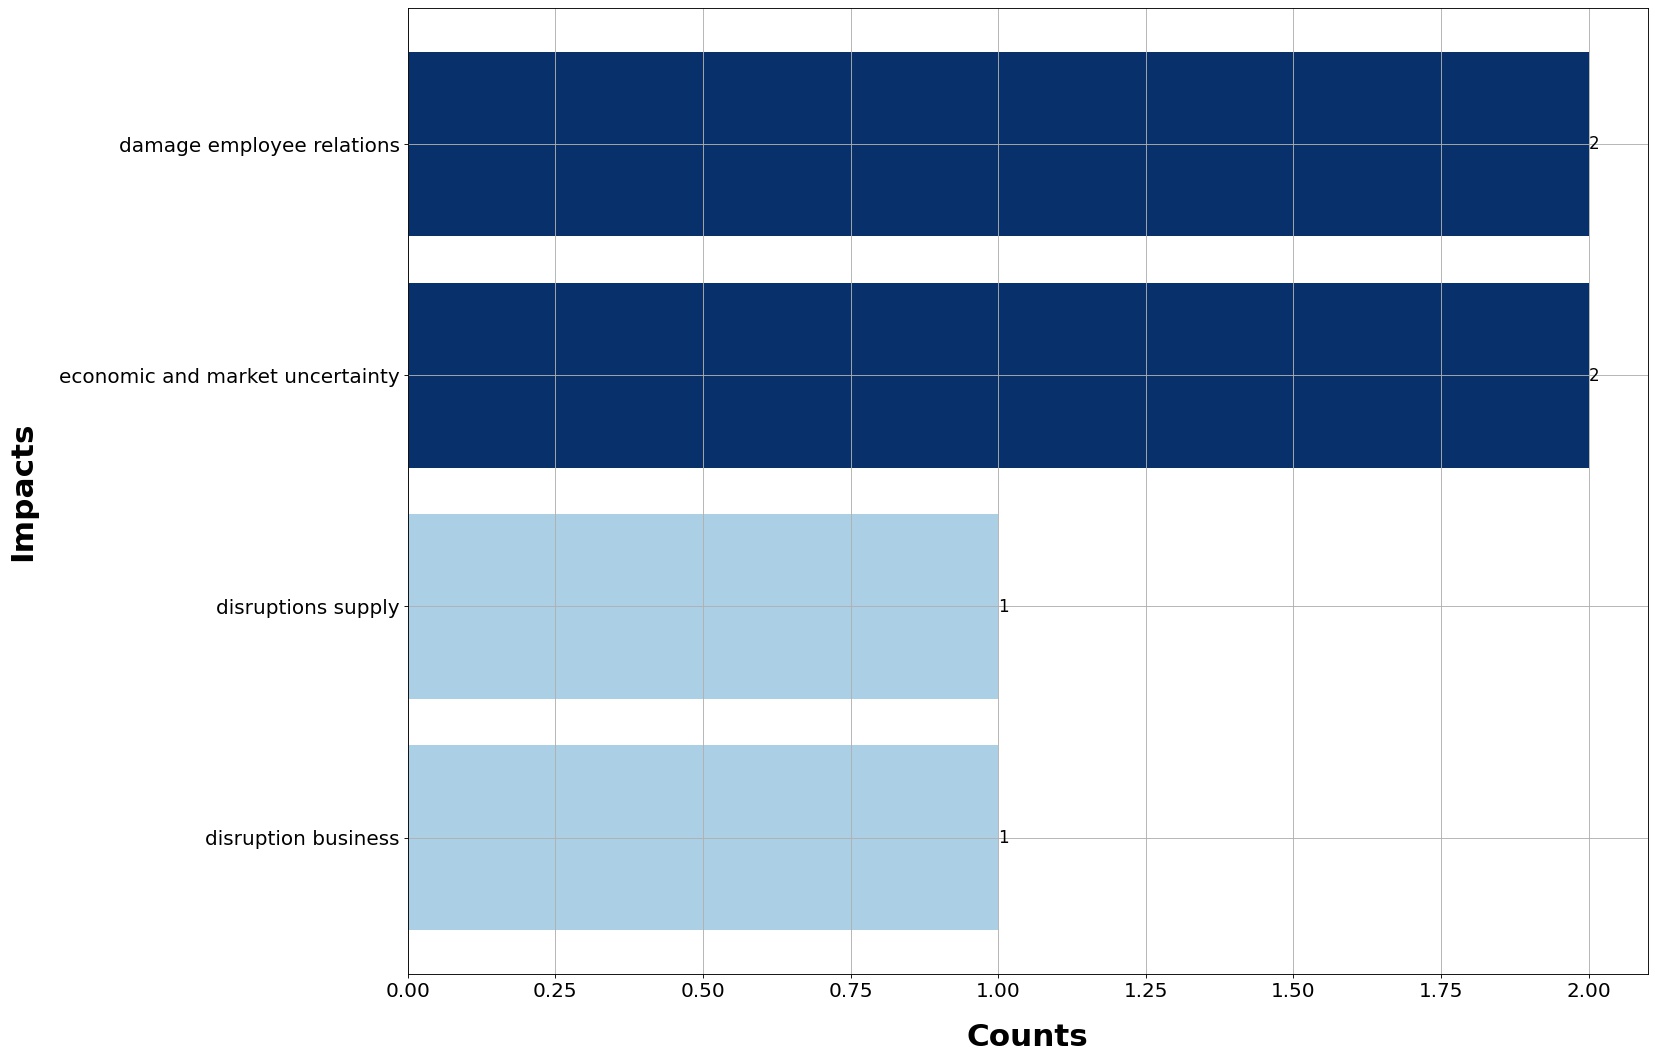 damage employee relations
2
economic and market uncertainty
2
Impacts
disruptions supply
1
disruption business
1
0.00 0.25 0.50 0.75 1.00 1.25 1.50 1.75 2.00
Counts